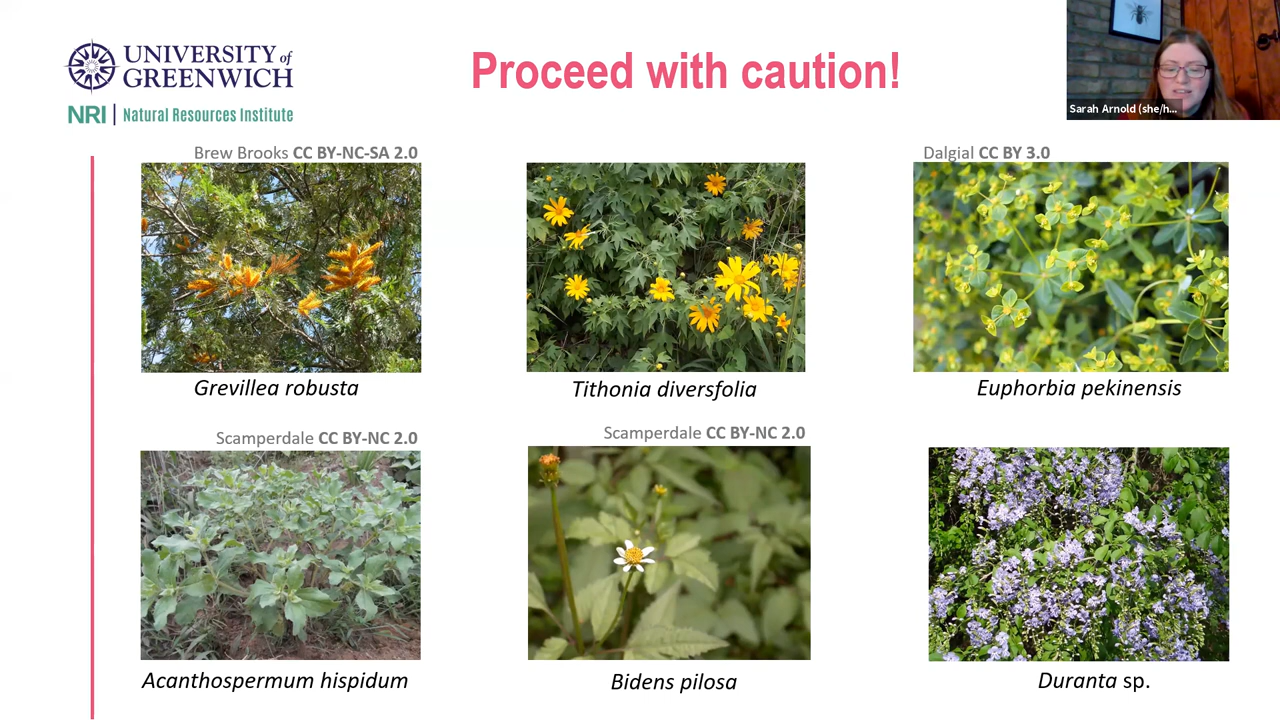 UNIVERSITY of
GREENWICH
NRI | Natural Resources Institute
Proceed with caution!
Sarah Arnold (she/h...
Brew Brooks CC BY-NC-SA 2.0
Dalgial CC BY 3.0
Grevillea robusta
Tithonia diversfolia
Euphorbia pekinensis
Scamperdale CC BY-NC 2.0
Scamperdale CC BY-NC 2.0
Acanthospermum hispidum
Bidens pilosa
Duranta sp.